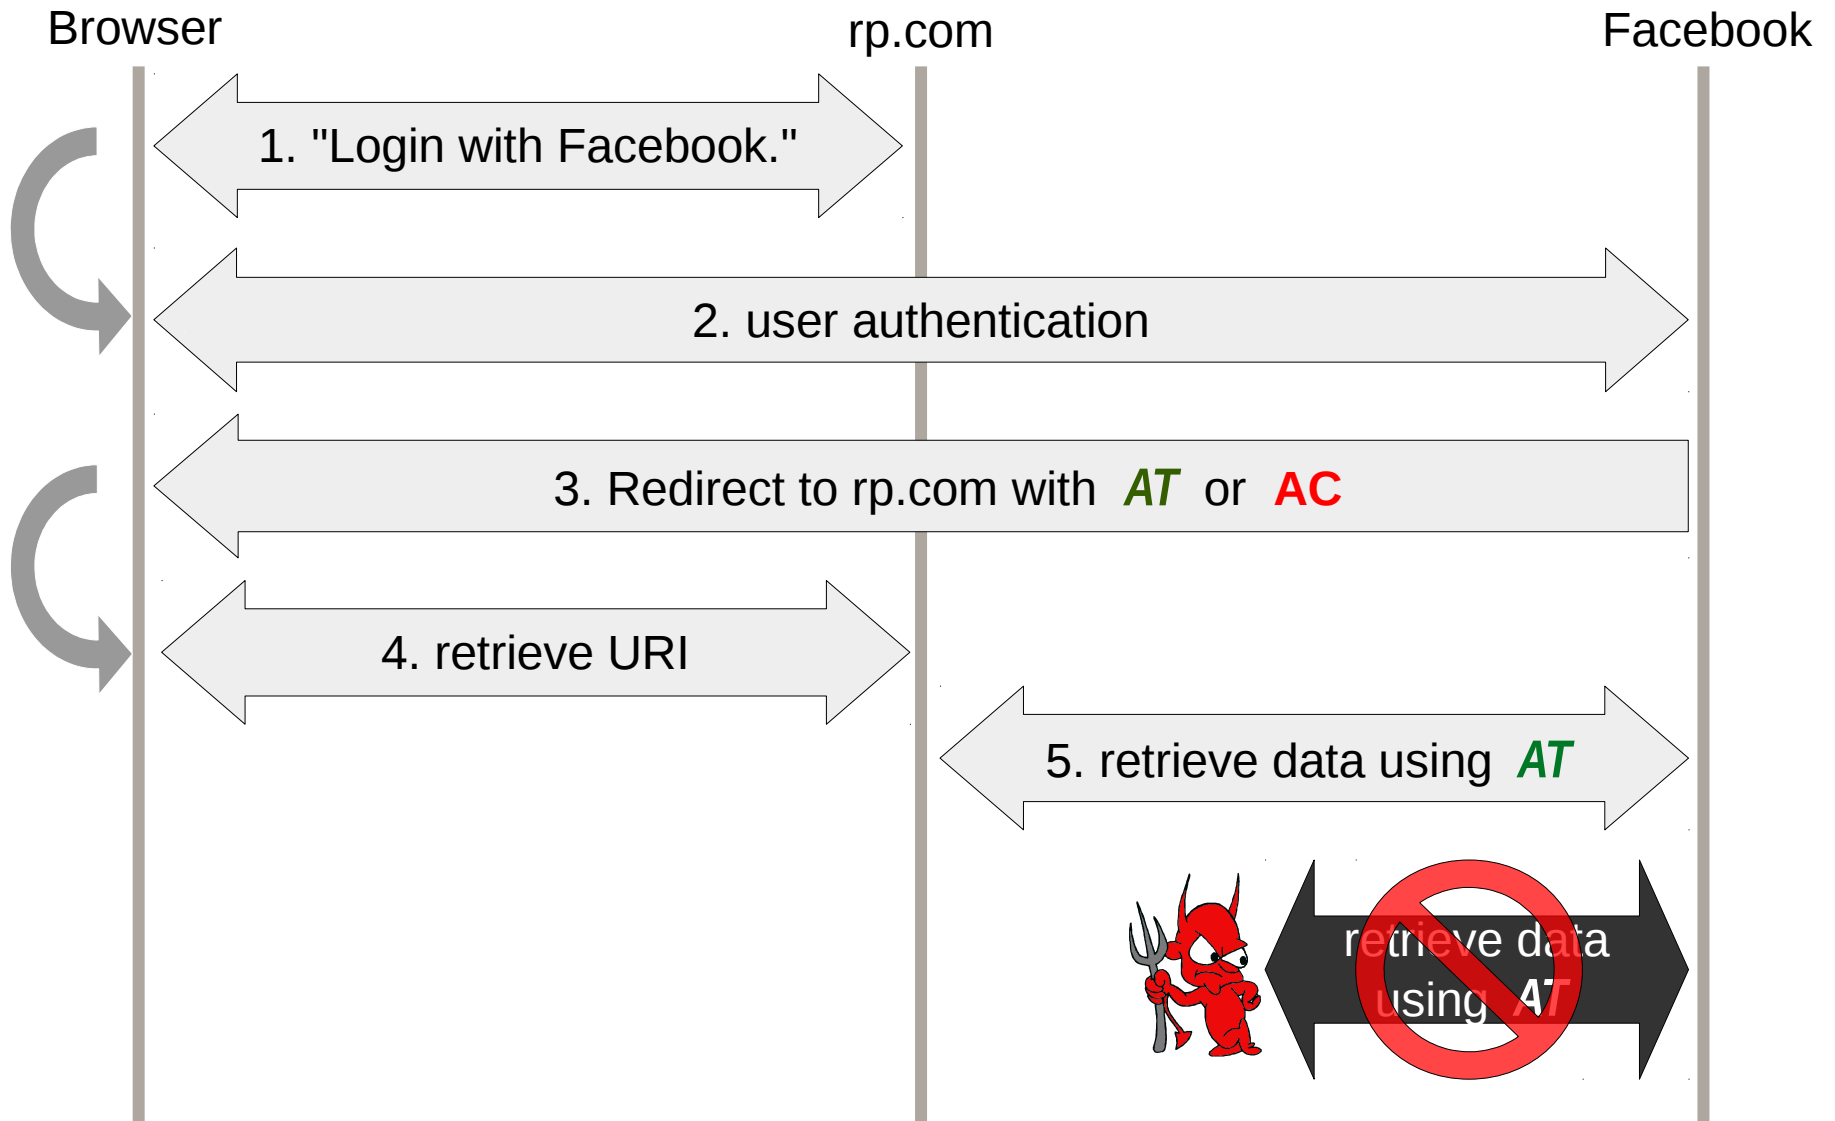 Browser
rp.com
Facebook
1. "Login with Facebook."
2. user authentication
3. Redirect to rp.com with AT or AC
4. retrieve URI
5. retrieve data using AT
retrieve data
using AT